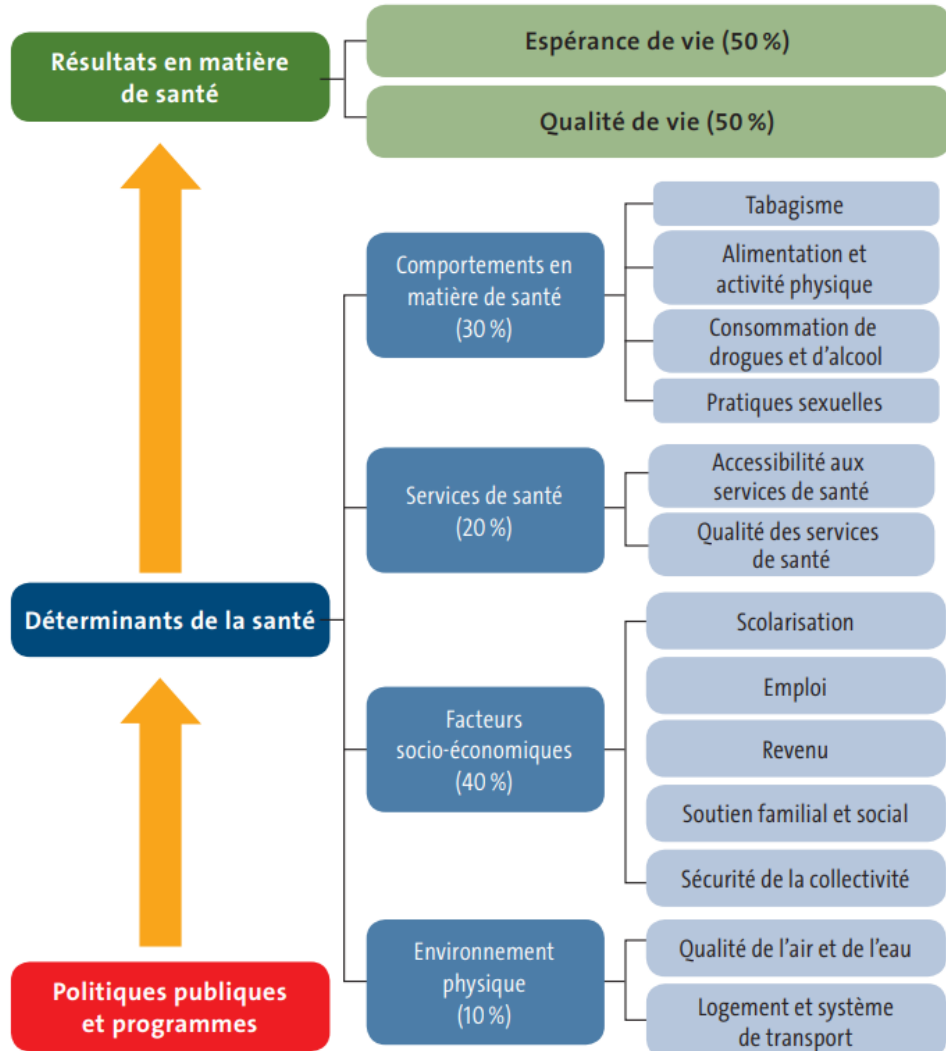 Résultats en matière
de santé
Espérance de vie (50 %)
Qualité de vie (50 %)
Comportements en
matière de santé
(30 %)
Tabagisme
Alimentation et
activité physique
Consommation de
drogues et d'alcool
Pratiques sexuelles
Services de santé
(20 %)
Accessibilité aux
services de santé
Qualité des services
de santé
Déterminants de la santé
Facteurs
socio-économiques
(40 %)
Scolarisation
Emploi
Revenu
Soutien familial et social
Sécurité de la collectivité
Politiques publiques
et programmes
Environnement
physique
(10 %)
Qualité de l'air et de l'eau
Logement et système
de transport